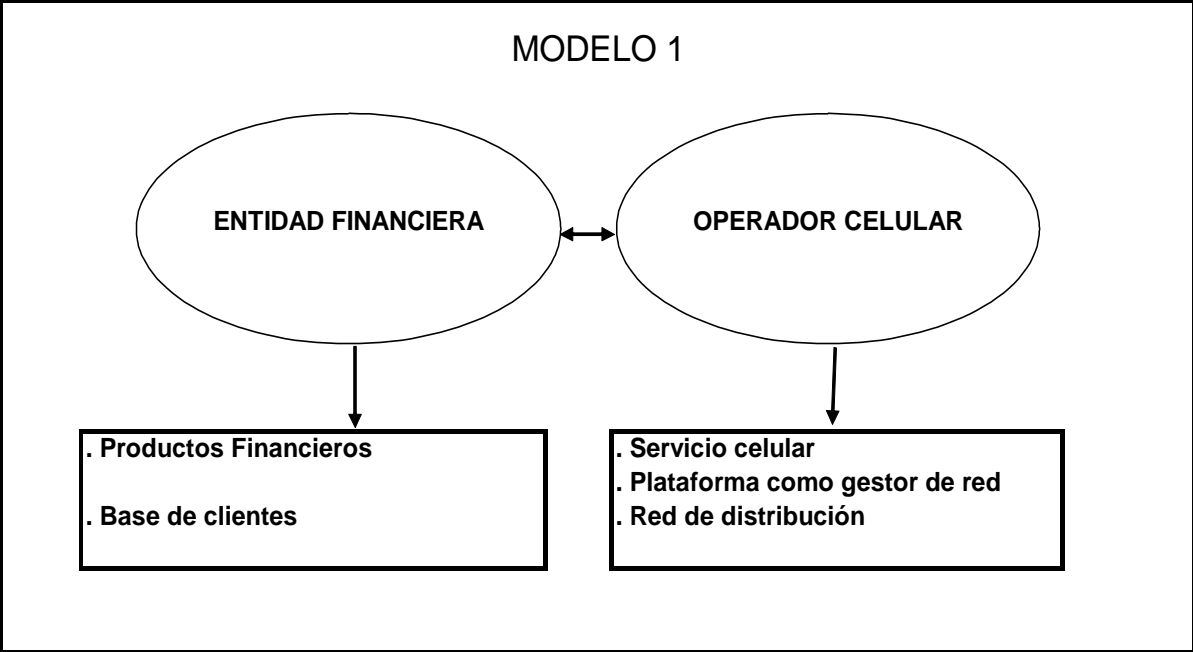 MODELO 1
ENTIDAD FINANCIERA
OPERADOR CELULAR
. Productos Financieros
. Base de clientes
. Servicio celular
. Plataforma como gestor de red
. Red de distribución